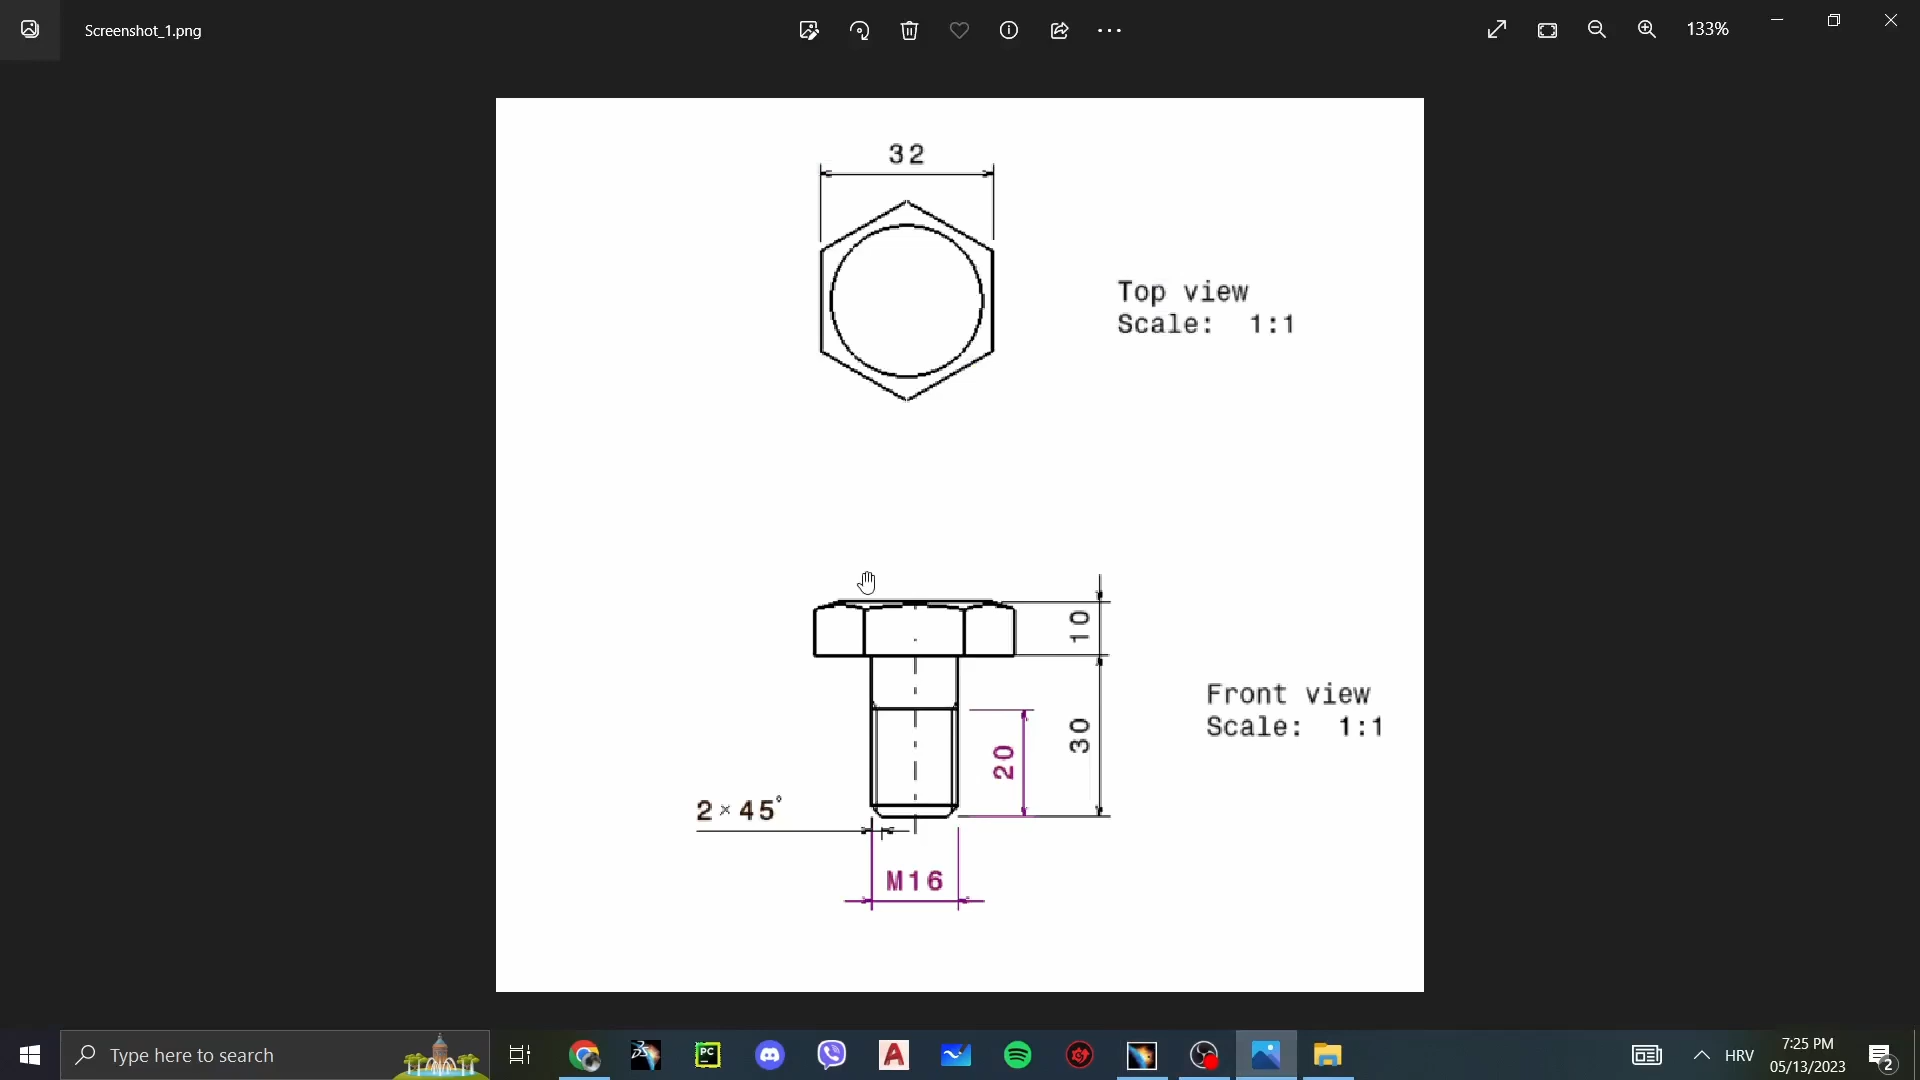 Screenshot_1.png
133%
32
Top view
Scale: 1:1
10
30
20
Front view
Scale: 1:1
2×45°
M16
Type here to search
PC
HRV
7:25 PM
05/13/2023
2